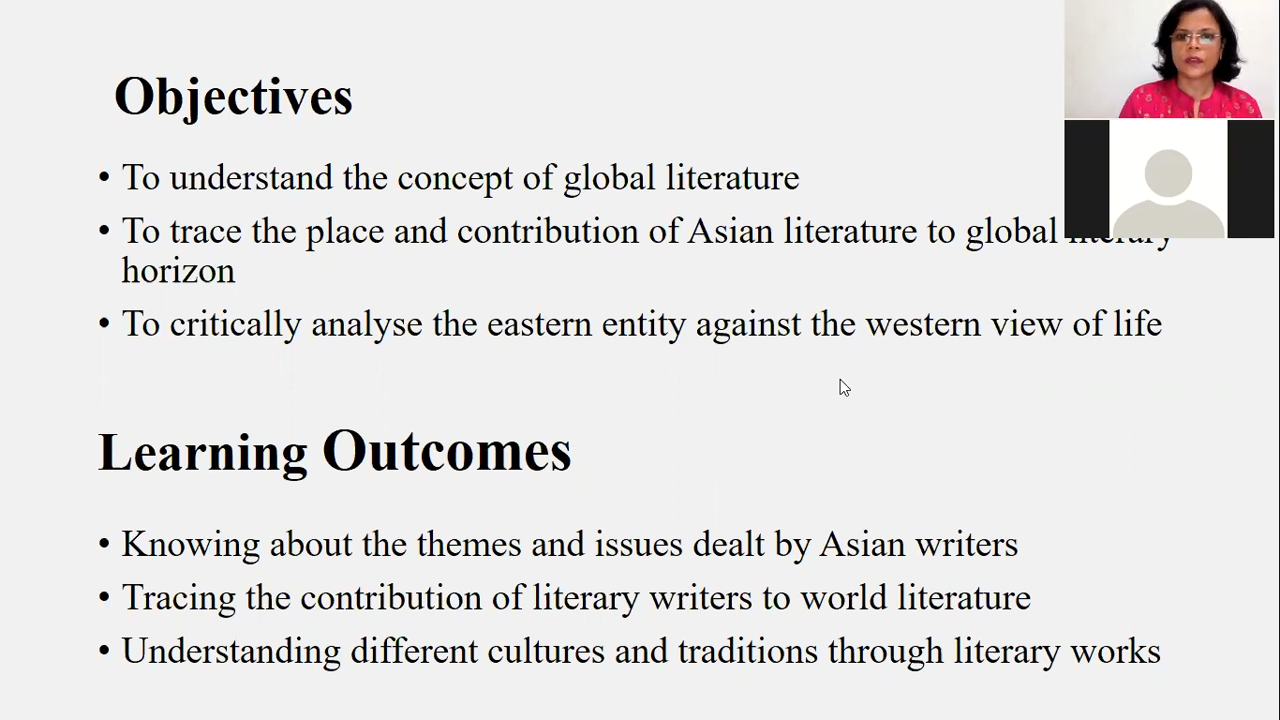 Objectives
• To understand the concept of global literature
• To trace the place and contribution of Asian literature to global literary
horizon
• To critically analyse the eastern entity against the western view of life
Learning Outcomes
• Knowing about the themes and issues dealt by Asian writers
• Tracing the contribution of literary writers to world literature
• Understanding different cultures and traditions through literary works